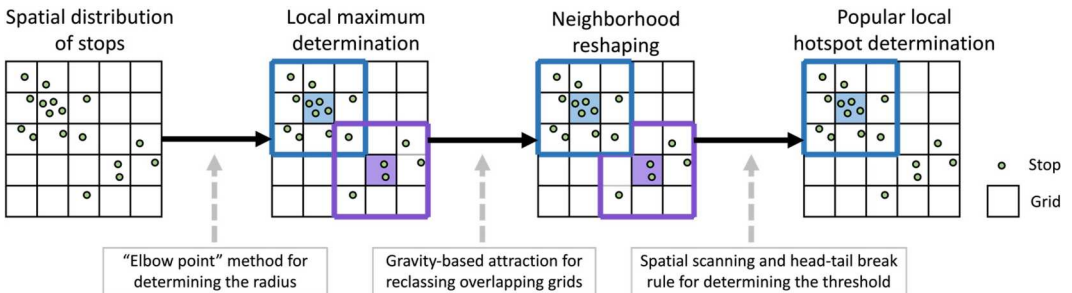 Spatial distribution
of stops
Local maximum
determination
Neighborhood
reshaping
Popular local
hotspot determination
Stop
Grid
“Elbow point” method for
determining the radius
Gravity-based attraction for
reclassing overlapping grids
Spatial scanning and head-tail break
rule for determining the threshold